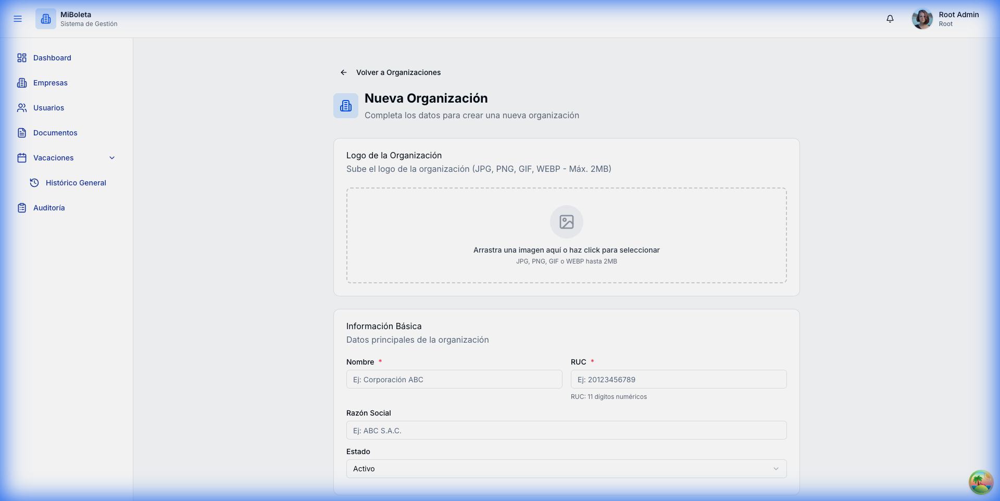 MiBoleta
Sistema de Gestión
Root Admin
Root
Dashboard
Empresas
Usuarios
Documentos
Vacaciones
Histórico General
Auditoría
Volver a Organizaciones
Nueva Organización
Completa los datos para crear una nueva organización
Logo de la Organización
Sube el logo de la organización (JPG, PNG, GIF, WEBP - Máx. 2MB)
Arrastra una imagen aquí o haz click para seleccionar
JPG, PNG, GIF o WEBP hasta 2MB
Información Básica
Datos principales de la organización
Nombre *
Ej: Corporación ABC
RUC *
Ej: 20123456789
RUC: 11 dígitos numéricos
Razón Social
Ej: ABC S.A.C.
Estado
Activo